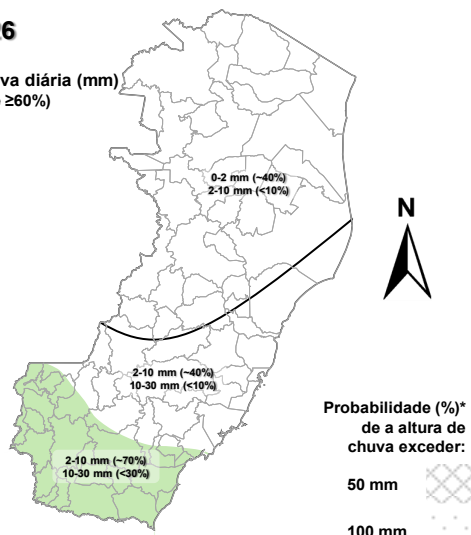 26
va diária (mm)
≥60%)
0-2 mm (~40%)
2-10 mm (<10%)
N
2-10 mm (~40%)
10-30 mm (<10%)
2-10 mm (~70%)
10-30 mm (<30%)
Probabilidade (%)*
de a altura de
chuva exceder:
50 mm
100 mm